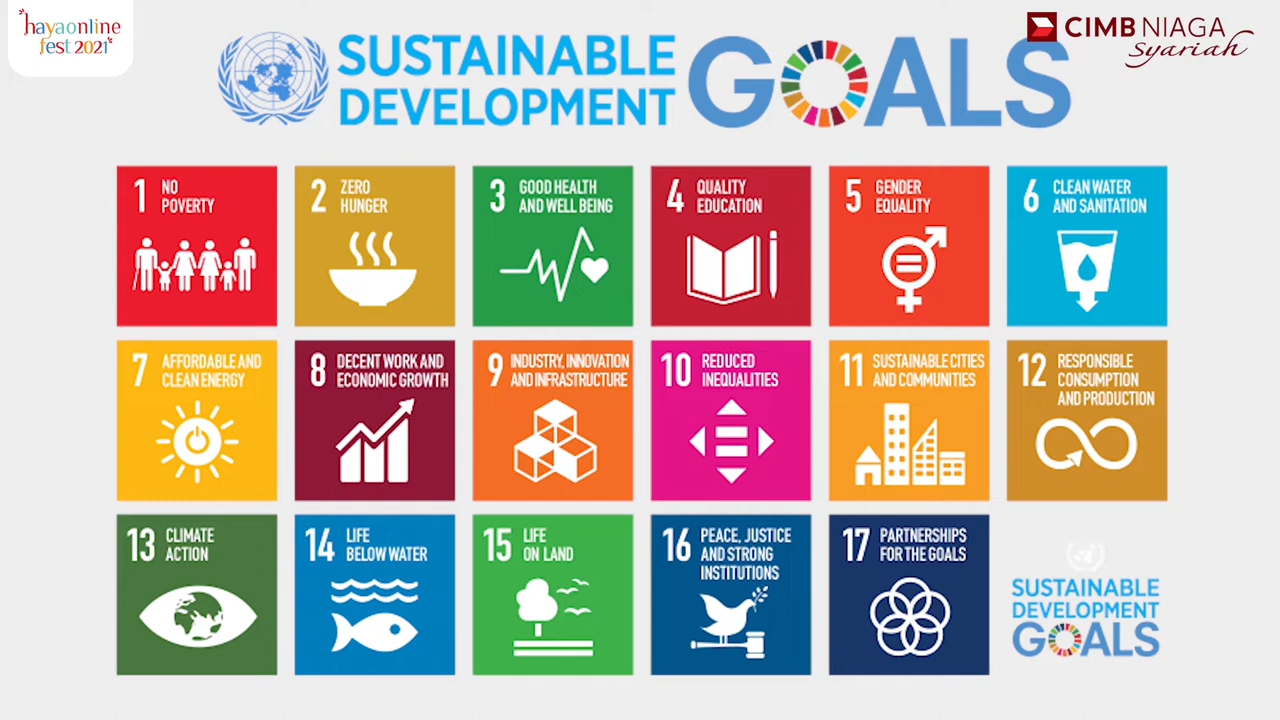 hayaonline
fest 2021
CIMB NIAGA
syariah
SUSTAINABLE
DEVELOPMENT
GOALS
1 NO
POVERTY
2 ZERO
HUNGER
3 GOOD HEALTH
AND WELL BEING
4 QUALITY
EDUCATION
5 GENDER
EQUALITY
6 CLEAN WATER
AND SANITATION
7 AFFORDABLE AND
CLEAN ENERGY
8 DECENT WORK AND
ECONOMIC GROWTH
9 INDUSTRY, INNOVATION
AND INFRASTRUCTURE
10 REDUCED
INEQUALITIES
11 SUSTAINABLE CITIES
AND COMMUNITIES
12 RESPONSIBLE
CONSUMPTION
AND PRODUCTION
13 CLIMATE
ACTION
14 LIFE
BELOW WATER
15 LIFE
ON LAND
16 PEACE, JUSTICE
AND STRONG
INSTITUTIONS
17 PARTNERSHIPS
FOR THE GOALS
SUSTAINABLE
DEVELOPMENT
GOALS